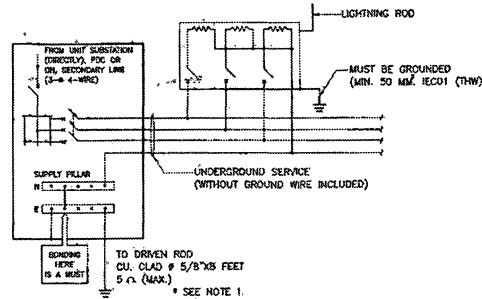 LIGHTNING ROD
FROM UNIT SUBSTATION
(DIRECTLY), PDC OR
OH, SECONDARY LINE
(3-& 4-WIRE)
MUST BE GROUNDED
(MIN. 50 MM². IEC01 (THW)
UNDERGROUND SERVICE
(WITHOUT GROUND WIRE INCLUDED)
SUPPLY PILLAR
N
E
BONDING
HERE
IS A MUST
TO DRIVEN ROD
CU. CLAD ø 5/8"X8 FEET
5 Ω (MAX.)
* SEE NOTE 1.